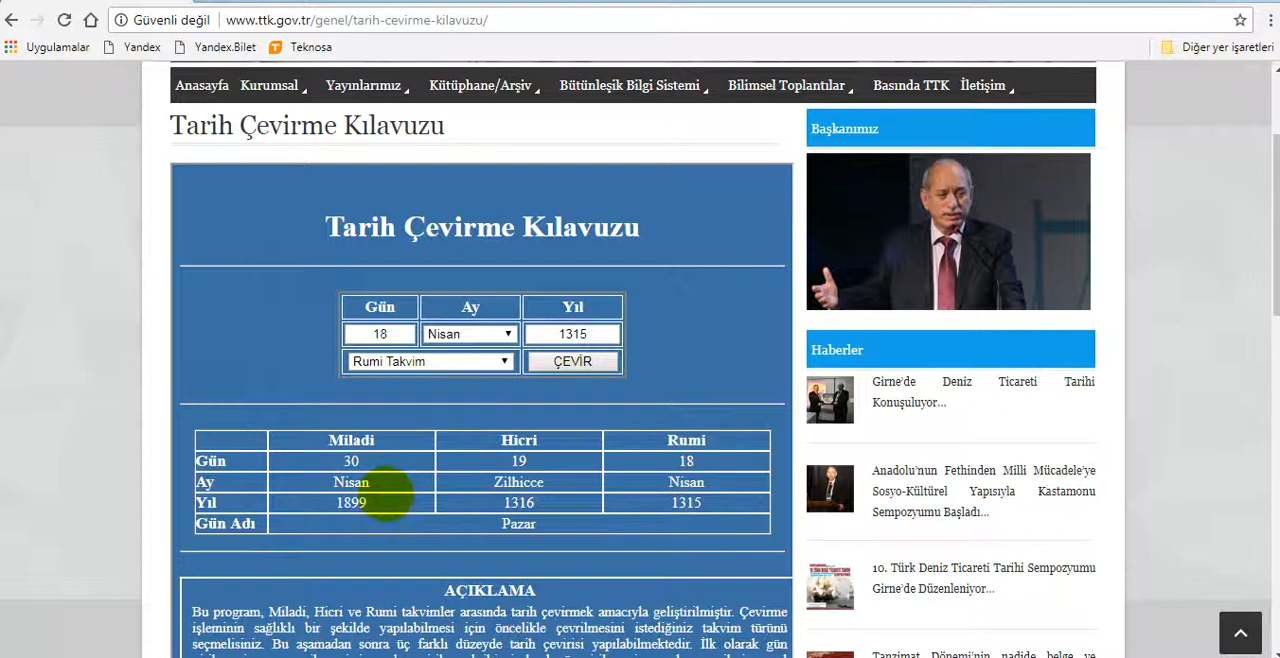 Güvenli değil
www.ttk.gov.tr/genel/tarih-cevirme-kilavuzu/
Uygulamalar Yandex Yandex.Bilet Teknosa Diğer yer işaretleri
Anasayfa Kurumsal Yayınlarımız Kütüphane/Arşiv Bütünleşik Bilgi Sistemi Bilimsel Toplantılar Basında TTK İletişim
Tarih Çevirme Kılavuzu
Tarih Çevirme Kılavuzu
Gün Ay Yıl
18 Nisan 1315
Rumi Takvim ÇEVİR
Miladi Hicri Rumi
Gün 30 19 18
Ay Nisan Zilhicce Nisan
Yıl 1899 1316 1315
Gün Adı Pazar
AÇIKLAMA
Bu program, Miladi, Hicri ve Rumi takvimler arasında tarih çevirmek amacıyla geliştirilmiştir. Çevirme
işleminin sağlıklı bir şekilde yapılabilmesi için öncelikle çevrilmesini istediğiniz takvim türünü
seçmelisiniz. Bu aşamadan sonra üç farklı düzeyde tarih çevirisi yapılabilmektedir. İlk olarak gün
Başkanımız
Haberler
Girne'de Deniz Ticareti Tarihi
Konuşuluyor...
Anadolu'nun Fethinden Milli Mücadele'ye
Sosyo-Kültürel Yapısıyla Kastamonu
Sempozyumu Başladı...
10. Türk Deniz Ticareti Tarihi Sempozyumu
Girne'de Düzenleniyor...
Tanzimat Dönemi'nin nadide belge ve